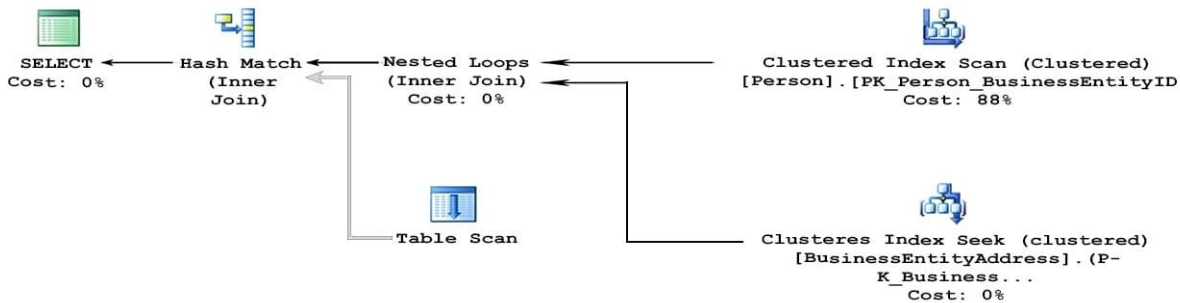 SELECT
Cost: 0%
Hash Match
(Inner
Join)
Nested Loops
(Inner Join)
Cost: 0%
Clustered Index Scan (Clustered)
[Person].[PK_Person_BusinessEntityID
Cost: 88%
Table Scan
Clusteres Index Seek (clustered)
[BusinessEntityAddress].(P-
K_Business...
Cost: 0%